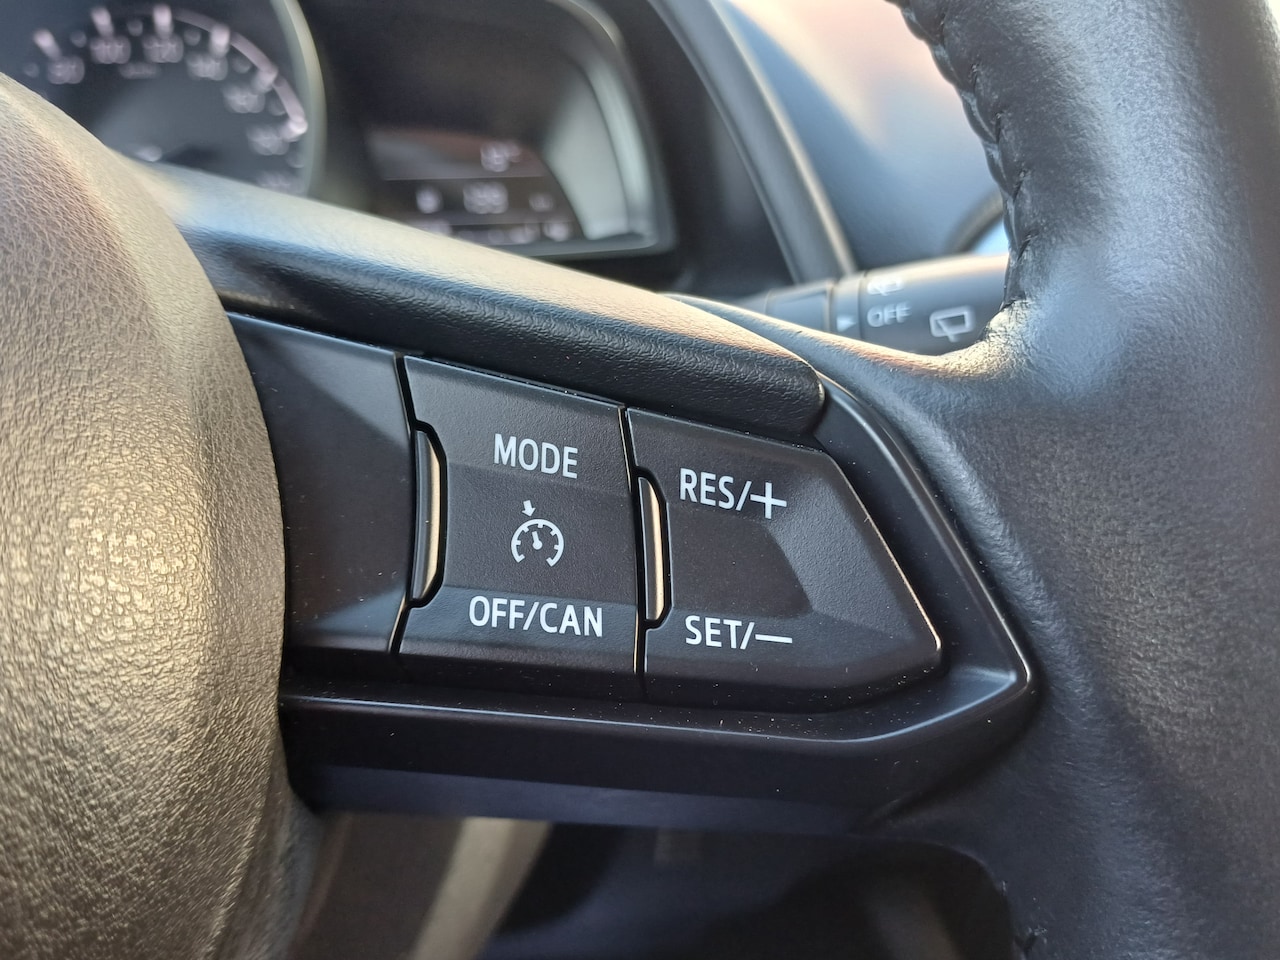 OFF
MODE
RES/+
OFF/CAN
SET/−